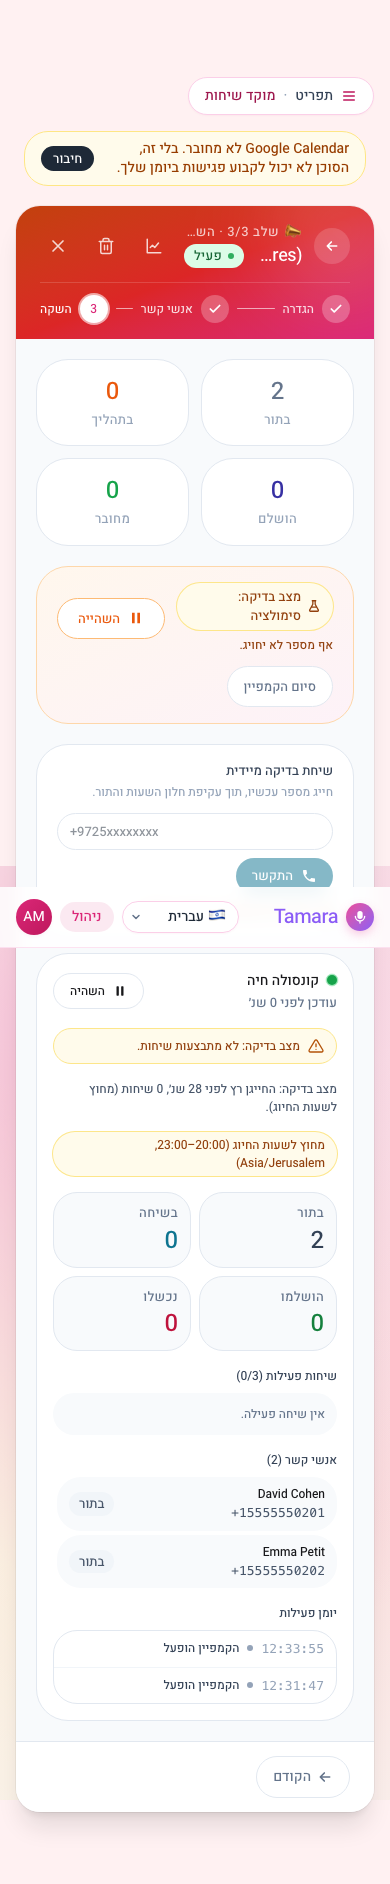 תפריט · מוקד שיחות
Google Calendar לא מחובר. בלי זה,
הסוכן לא יכול לקבוע פגישות ביומן שלך.
חיבור
שלב 3/3 · הש...
(res...
פעיל
הגדרה
אנשי קשר
3
השקה
2
בתור
0
בתהליך
0
הושלם
0
מחובר
מצב בדיקה:
סימולציה
השהייה
אף מספר לא יחויג.
סיום הקמפיין
שיחת בדיקה מיידית
חייג מספר עכשיו, תוך עקיפת חלון השעות והתור.
+9725xxxxxxxx
התקשר
Tamara
עברית
ניהול
AM
קונסולה חיה
עודכן לפני 0 שנ׳
השהיה
מצב בדיקה: לא מתבצעות שיחות.
מצב בדיקה: החייגן רץ לפני 28 שנ׳, 0 שיחות (מחוץ
לשעות החיוג).
מחוץ לשעות החיוג (20:00–23:00,
Asia/Jerusalem)
בתור
2
בשיחה
0
הושלמו
0
נכשלו
0
שיחות פעילות (0/3)
אין שיחה פעילה.
אנשי קשר (2)
David Cohen
+15555550201
בתור
Emma Petit
+15555550202
בתור
יומן פעילות
12:33:55 הקמפיין הופעל
12:31:47 הקמפיין הופעל
הקודם